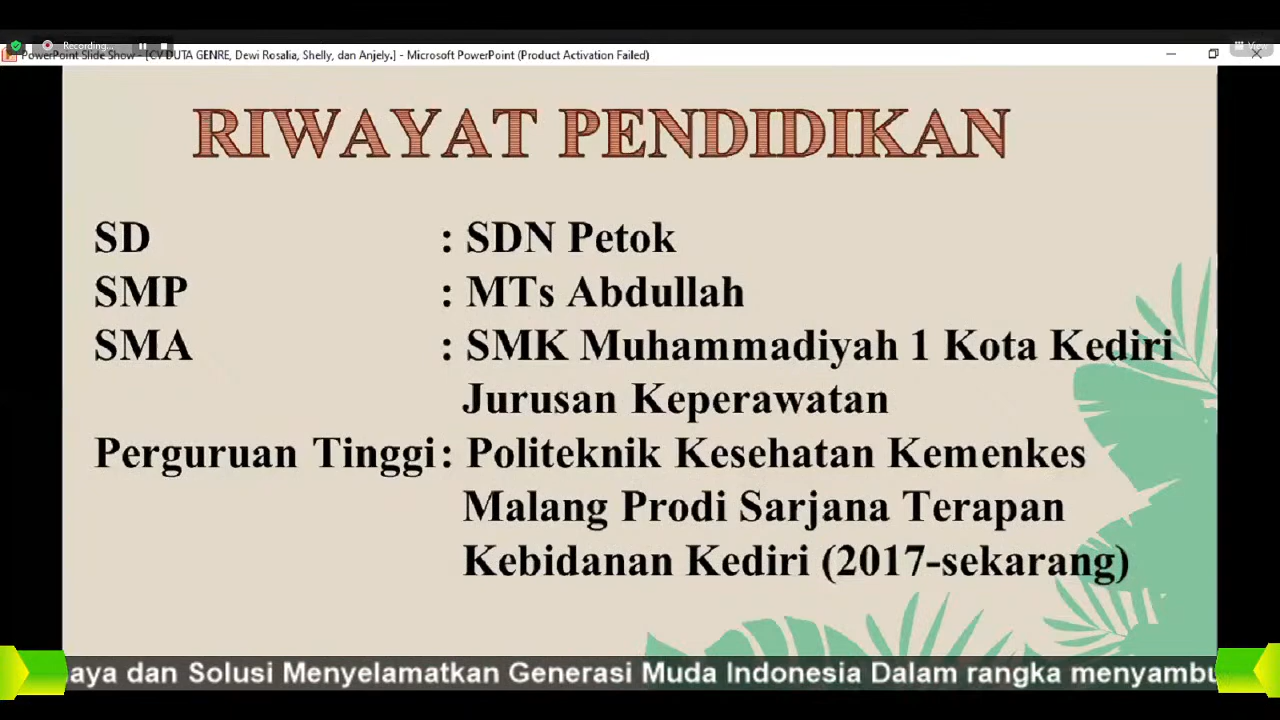 Recording...
View
PowerPoint Slide Show - [CV DUTA GENRE, Dewi Rosalia, Shelly, dan Anjely.] - Microsoft PowerPoint (Product Activation Failed)
RIWAYAT PENDIDIKAN
SD : SDN Petok
SMP : MTs Abdullah
SMA : SMK Muhammadiyah 1 Kota Kediri
Jurusan Keperawatan
Perguruan Tinggi : Politeknik Kesehatan Kemenkes
Malang Prodi Sarjana Terapan
Kebidanan Kediri (2017-sekarang)
dan Solusi Menyelamatkan Generasi Muda Indonesia Dalam rangka